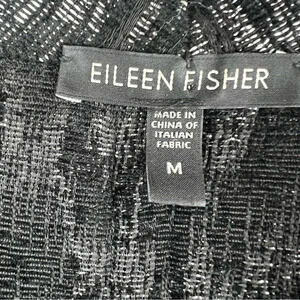 EILEEN FISHER
MADE IN
CHINA OF
ITALIAN
FABRIC
M